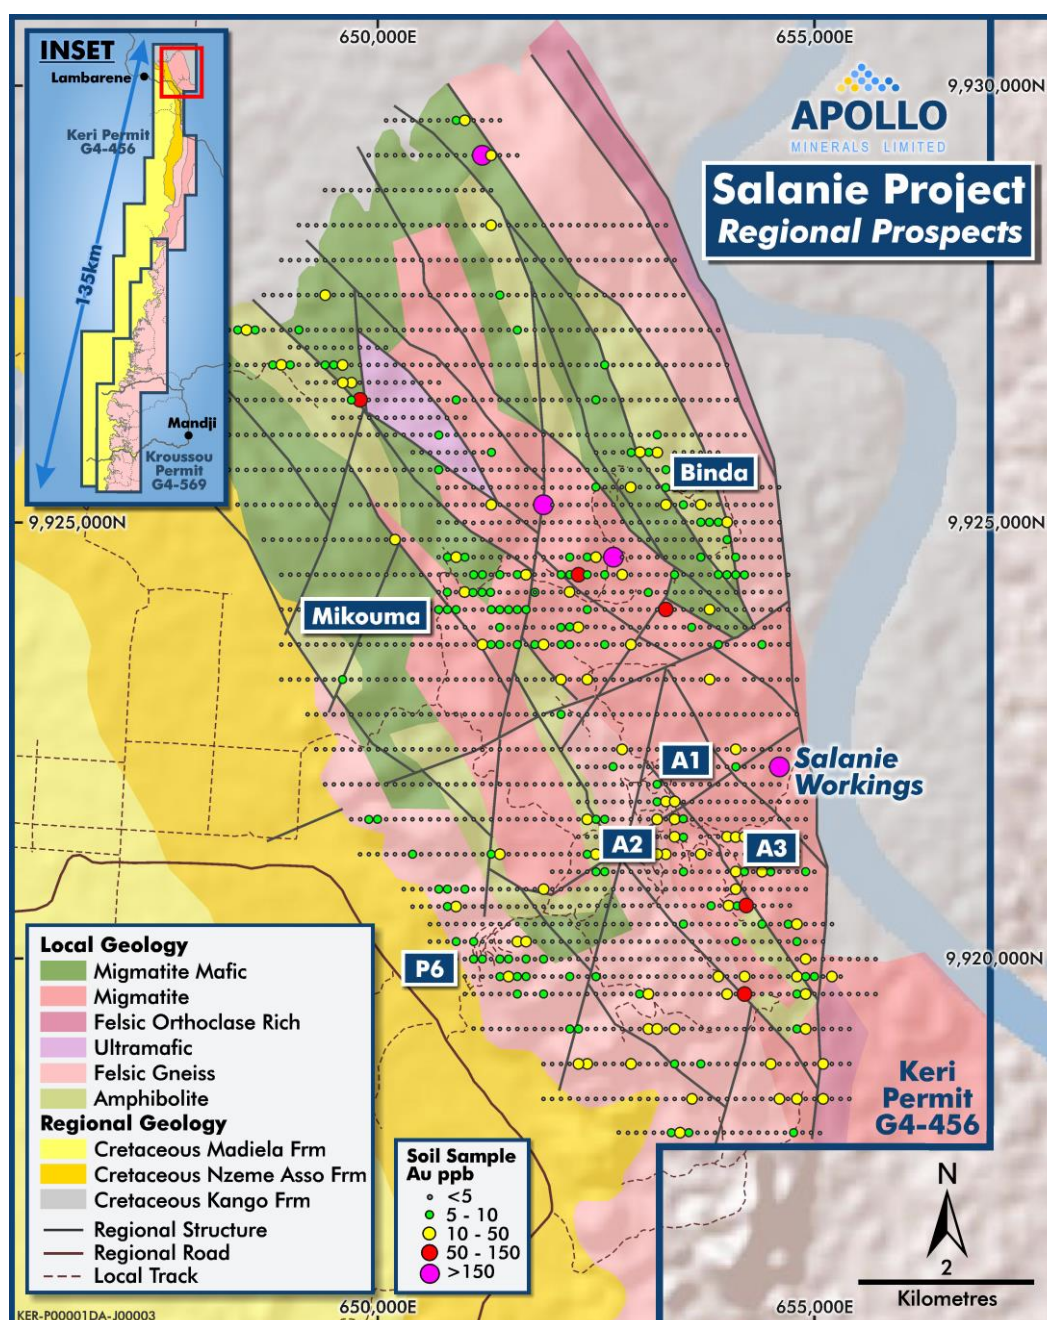 INSET
Lambarene
Keri Permit
G4-456
135km
Mandji
Kroussou
Permit
G4-569
650,000E
655,000E
9,930,000N
APOLLO
MINERALS LIMITED
Salanie Project
Regional Prospects
9,925,000N
9,925,000N
Binda
Mikouma
A1
Salanie
Workings
A2
A3
P6
9,920,000N
Keri
Permit
G4-456
Local Geology
Migmatite Mafic
Migmatite
Felsic Orthoclase Rich
Ultramafic
Felsic Gneiss
Amphibolite
Regional Geology
Cretaceous Madiela Frm
Cretaceous Nzeme Asso Frm
Cretaceous Kango Frm
Regional Structure
Regional Road
Local Track
Soil Sample
Au ppb
<5
5 - 10
10 - 50
50 - 150
>150
N
2
Kilometres
650,000E
655,000E
KER-P00001DA-J00003